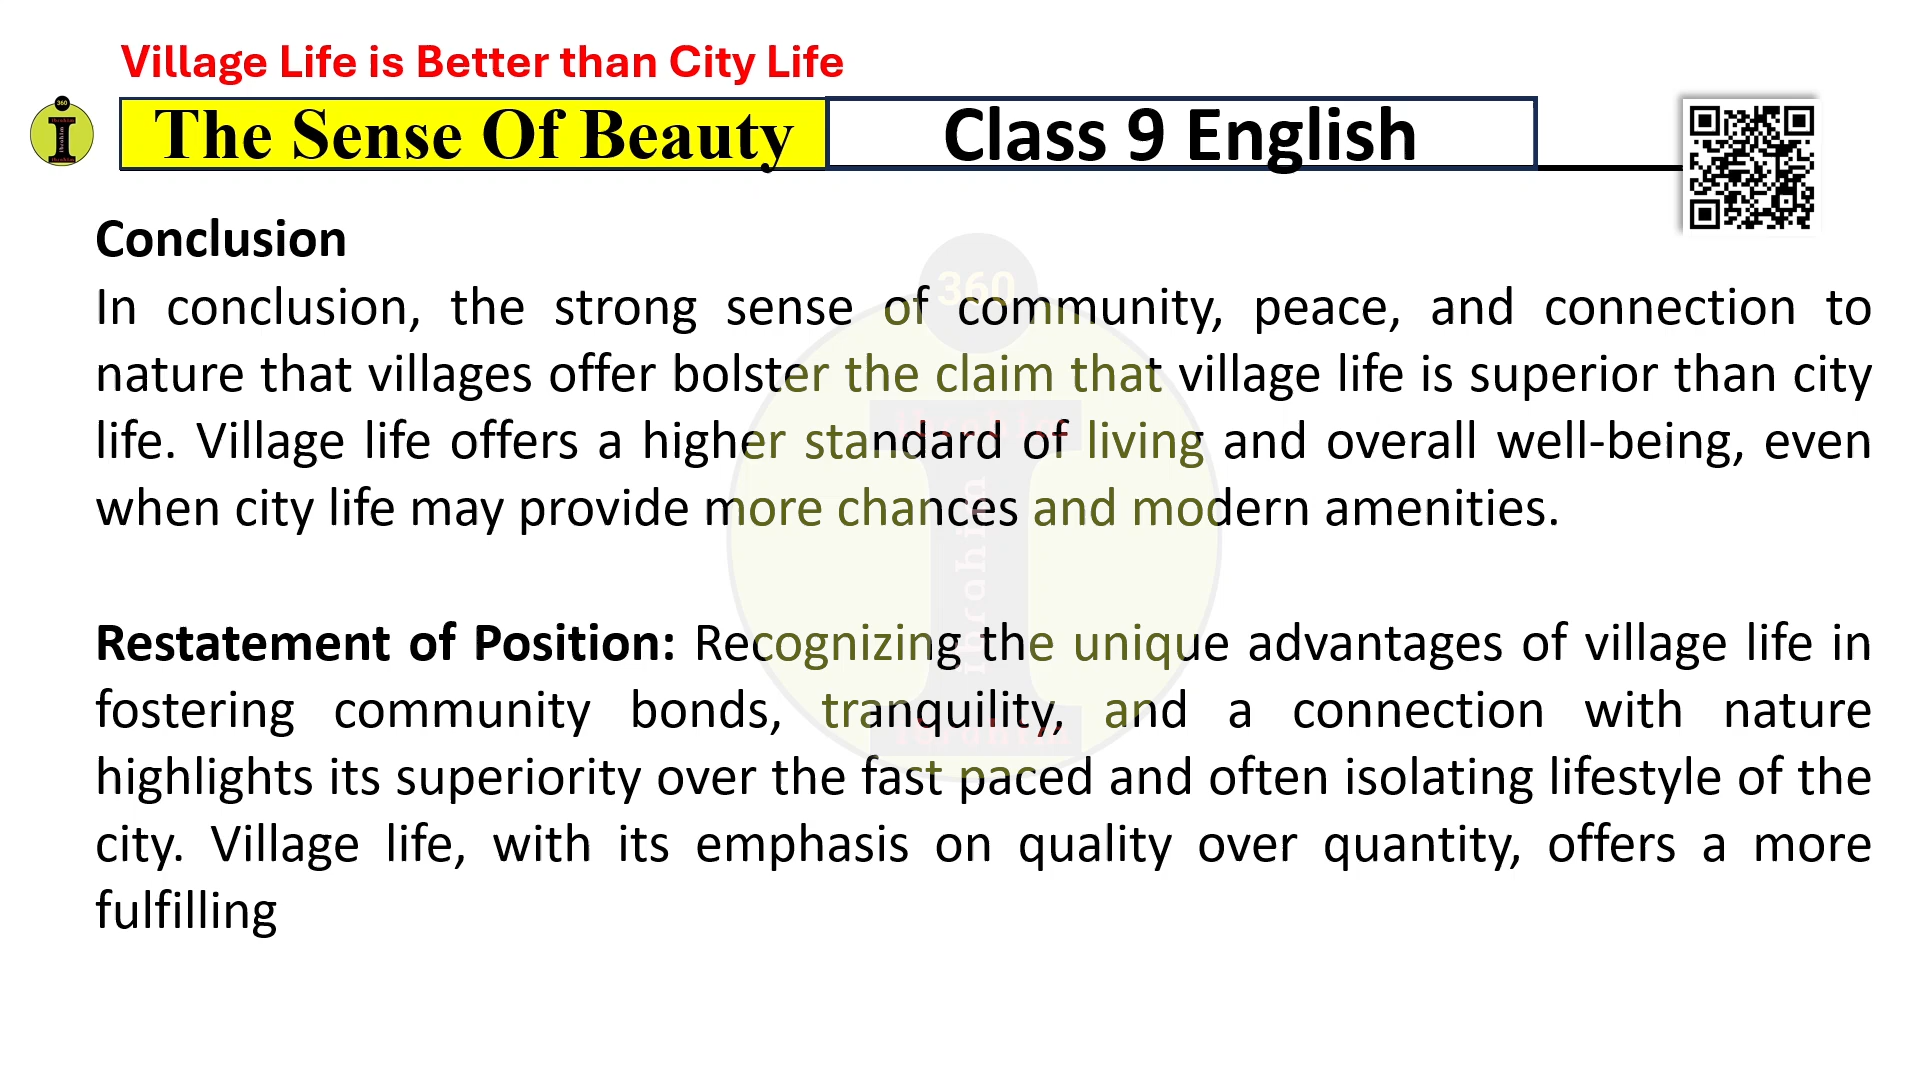 Village Life is Better than City Life
The Sense Of Beauty
Class 9 English
360
Conclusion
In conclusion, the strong sense of community, peace, and connection to
nature that villages offer bolster the claim that village life is superior than city
life. Village life offers a higher standard of living and overall well-being, even
when city life may provide more chances and modern amenities.
Restatement of Position: Recognizing the unique advantages of village life in
fostering community bonds, tranquility, and a connection with nature
highlights its superiority over the fast paced and often isolating lifestyle of the
city. Village life, with its emphasis on quality over quantity, offers a more
fulfilling
360